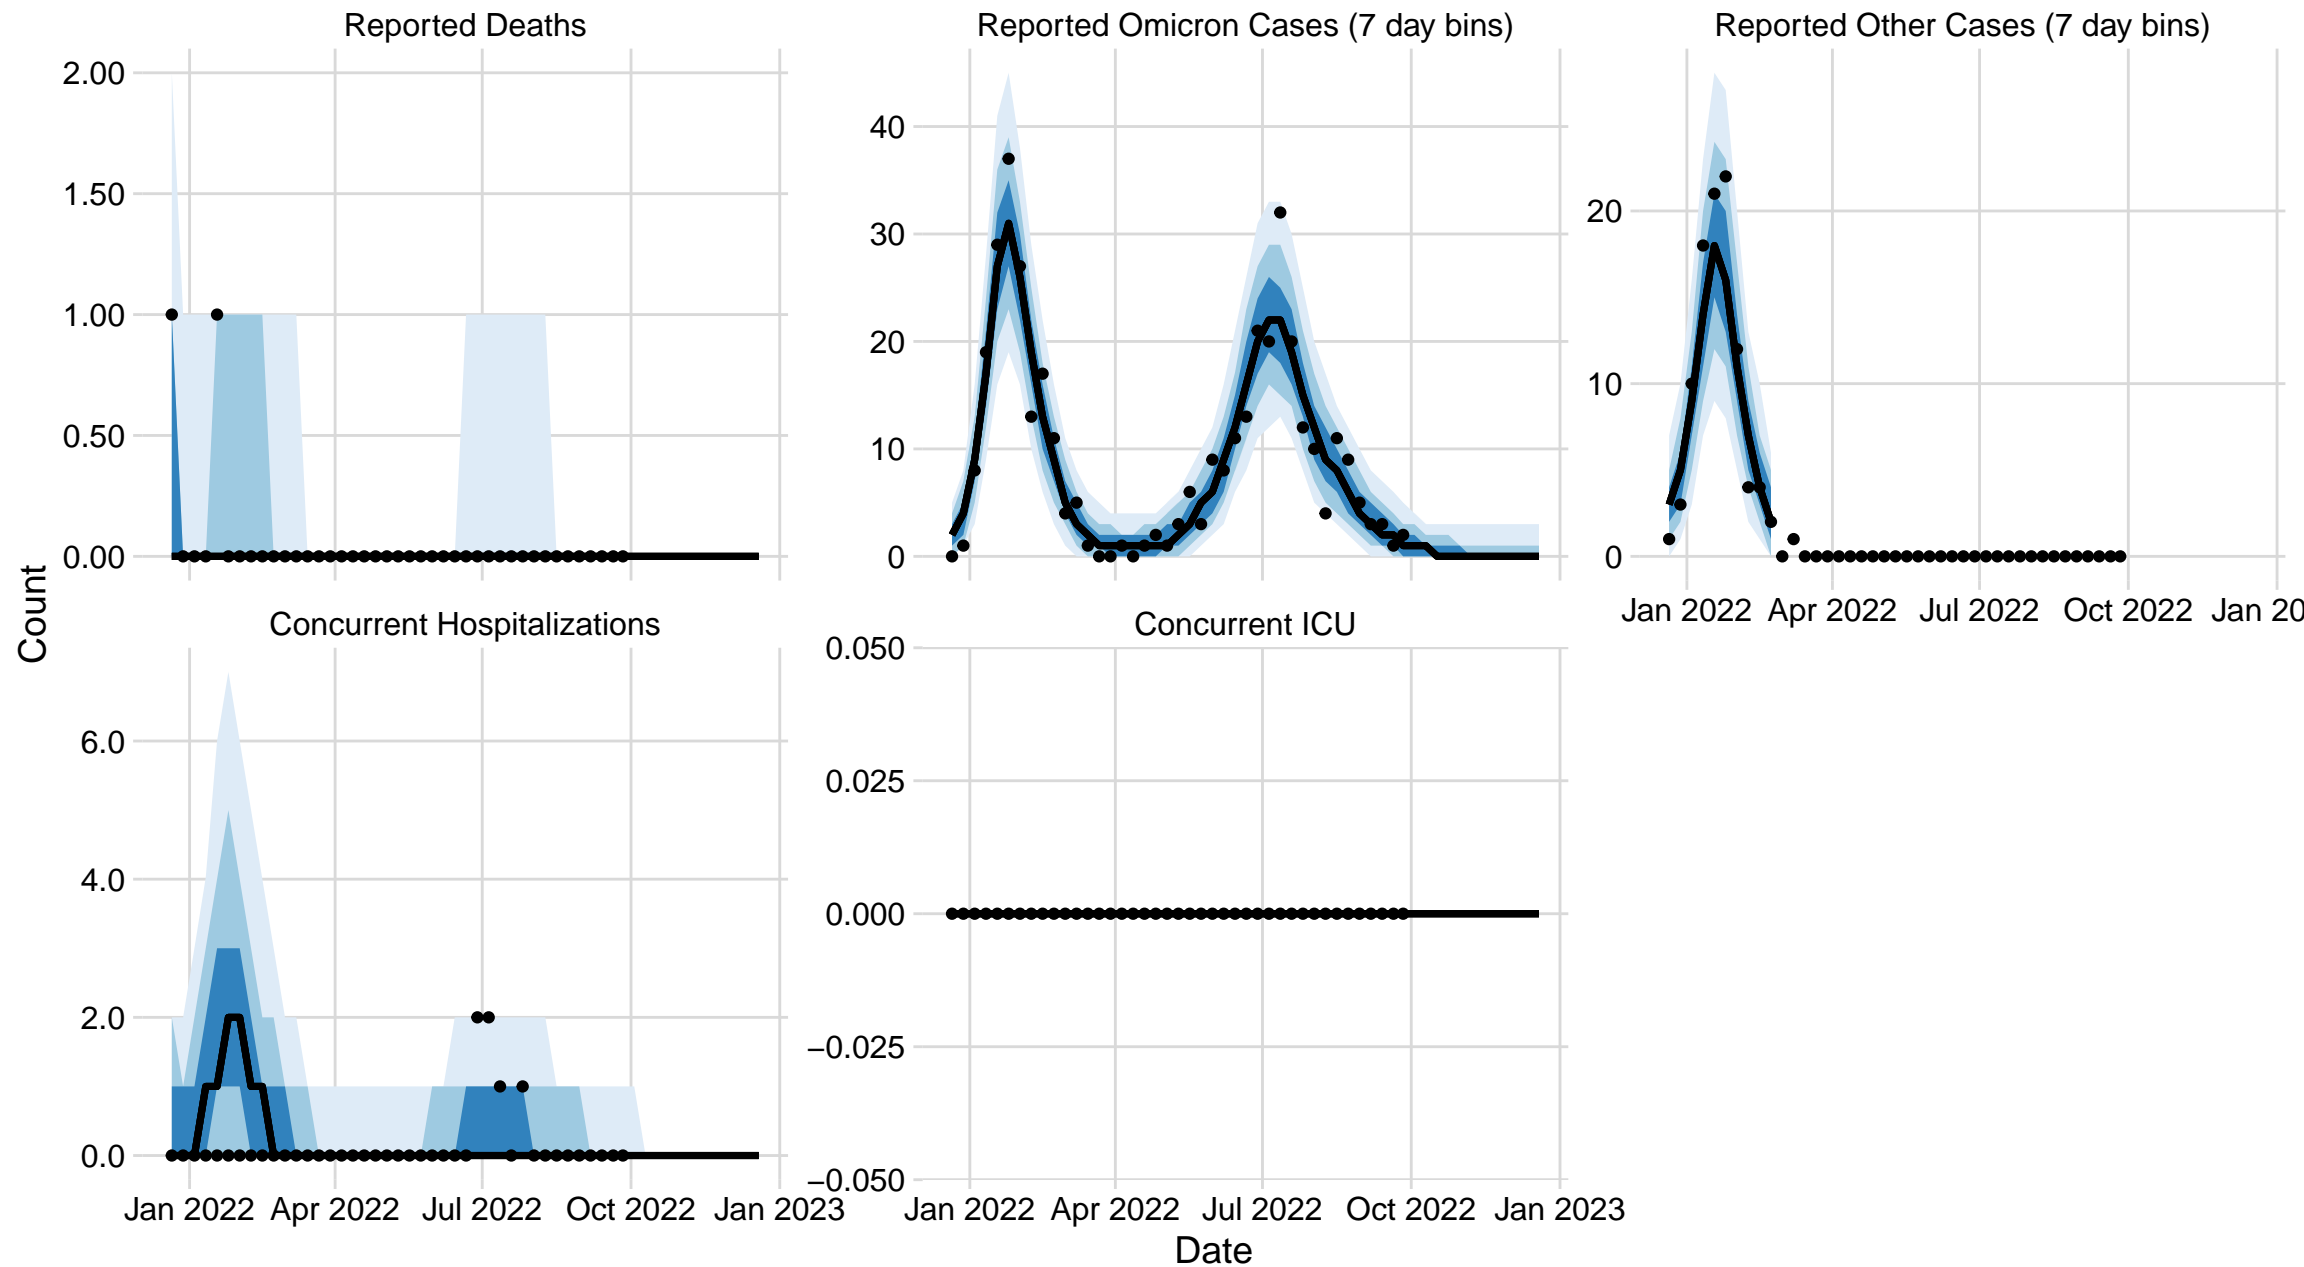 Reported Deaths
Reported Omicron Cases (7 day bins)
Reported Other Cases (7 day bins)
2.00
1.50
1.00
0.50
0.00
40
30
20
10
0
20
10
0
Jan 2022 Apr 2022 Jul 2022 Oct 2022 Jan 20
Count
Concurrent Hospitalizations
Concurrent ICU
6.0
4.0
2.0
0.0
0.050
0.025
0.000
−0.025
−0.050
Jan 2022 Apr 2022 Jul 2022 Oct 2022 Jan 2023
Jan 2022 Apr 2022 Jul 2022 Oct 2022 Jan 2023
Date